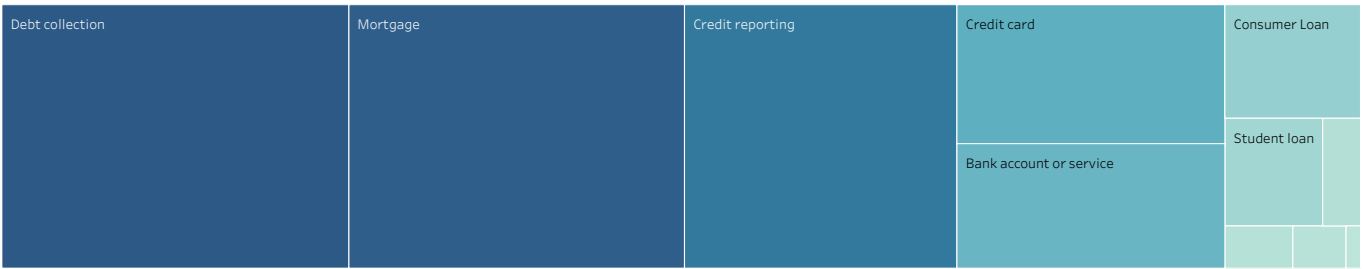 Debt collection
Mortgage
Credit reporting
Credit card
Bank account or service
Consumer Loan
Student loan